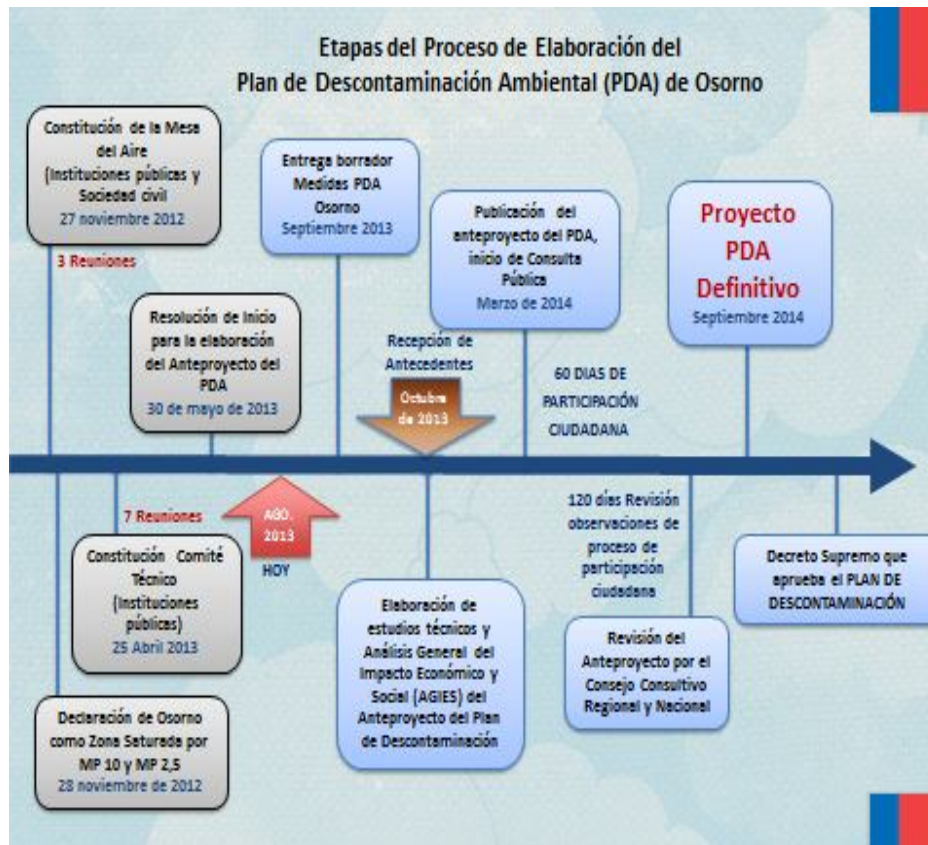 Etapas del Proceso de Elaboración del
Plan de Descontaminación Ambiental (PDA) de Osorno
Constitución de la Mesa
del Aire
(Instituciones públicas y
Sociedad civil
27 noviembre 2012
3 Reuniones
Resolución de Inicio
para la elaboración
del Anteproyecto del
PDA
30 de mayo de 2013
Entrega borrador
Medidas PDA
Osorno
Septiembre 2013
Recepción de
Antecedentes
Octubre
de 2013
Publicación del
anteproyecto del PDA,
inicio de Consulta
Pública
Marzo de 2014
60 DIAS DE
PARTICIPACIÓN
CIUDADANA
Proyecto
PDA
Definitivo
Septiembre 2014
7 Reuniones
Constitución Comité
Técnico
(Instituciones
públicas)
25 Abril 2013
Declaración de Osorno
como Zona Saturada por
MP 10 y MP 2,5
28 noviembre de 2012
AGO.
2013
HOY
Elaboración de
estudios técnicos y
Análisis General del
Impacto Económico y
Social (AGIES) del
Anteproyecto del Plan
de Descontaminación
120 días Revisión
observaciones de
proceso de
participación
ciudadana
Revisión del
Anteproyecto por el
Consejo Consultivo
Regional y Nacional
Decreto Supremo que
aprueba el PLAN DE
DESCONTAMINACIÓN